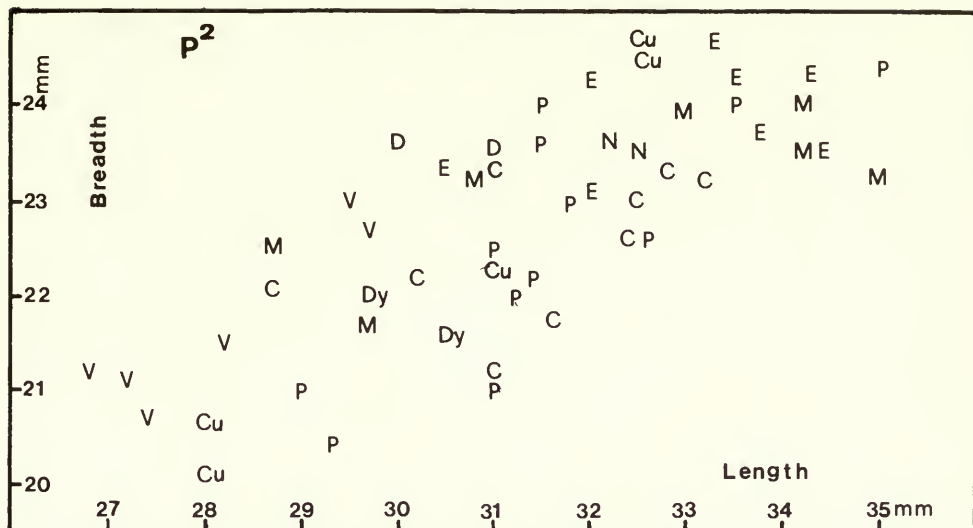 P²
Cu E
Cu
E E E P
24 mm
P M P M
E
D D P N N M E
E M C C C M
E
23 V P C
V C P
M P
Cu
C C P
22 Dy P
M Dy C
V
V V C
21 P P
V
Cu P
Cu
20
Breadth
Length
27 28 29 30 31 32 33 34 35 mm